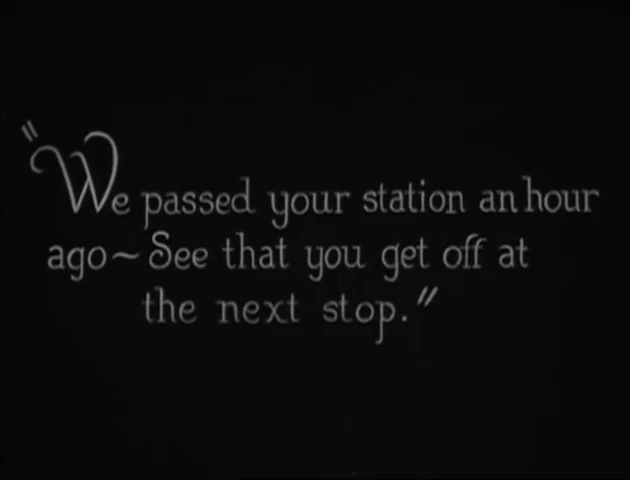 "We passed your station an hour
ago~See that you get off at
the next stop."